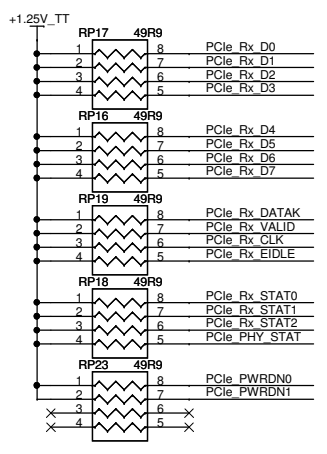 +1.25V_TT
RP17 49R9
1 8 PCIe_Rx_D0
2 7 PCIe_Rx_D1
3 6 PCIe_Rx_D2
4 5 PCIe_Rx_D3
RP16 49R9
1 8 PCIe_Rx_D4
2 7 PCIe_Rx_D5
3 6 PCIe_Rx_D6
4 5 PCIe_Rx_D7
RP19 49R9
1 8 PCIe_Rx_DATAK
2 7 PCIe_Rx_VALID
3 6 PCIe_Rx_CLK
4 5 PCIe_Rx_EIDLE
RP18 49R9
1 8 PCIe_Rx_STAT0
2 7 PCIe_Rx_STAT1
3 6 PCIe_Rx_STAT2
4 5 PCIe_PHY_STAT
RP23 49R9
1 8 PCIe_PWRDN0
2 7 PCIe_PWRDN1
3 6
4 5